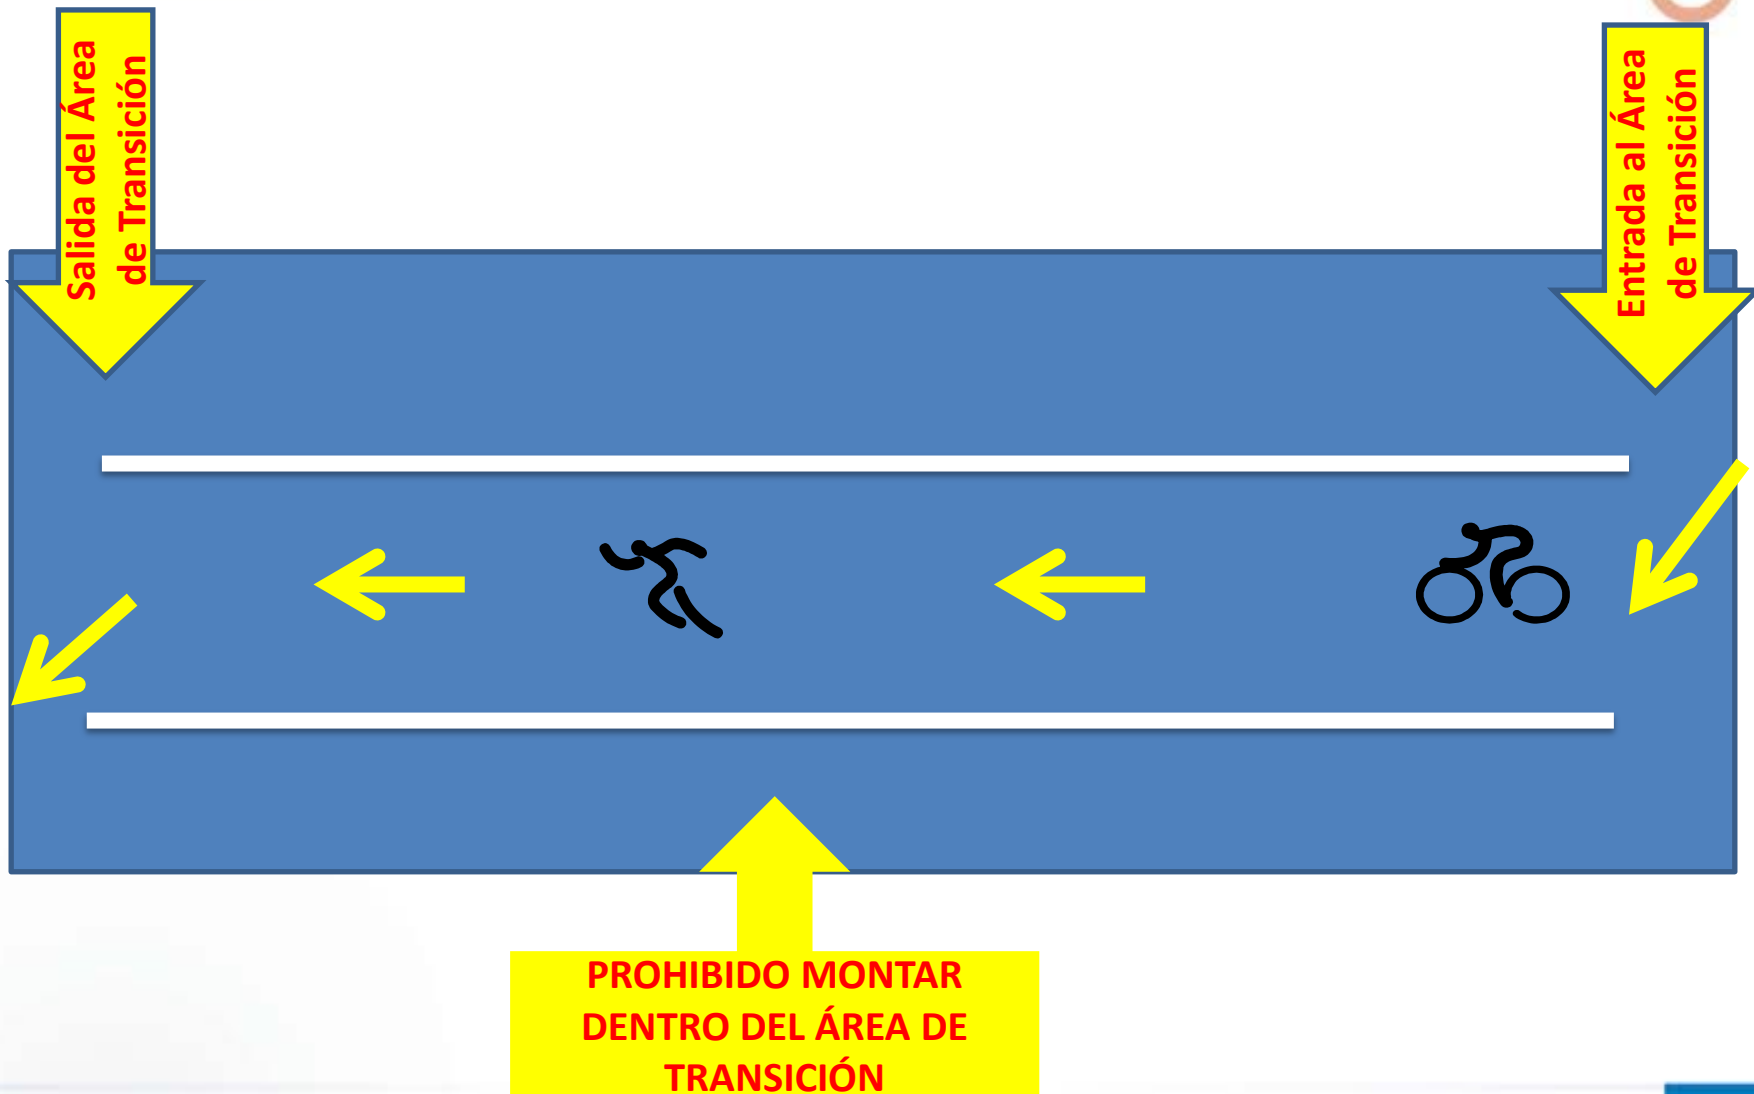 Salida del Área
de Transición
Entrada al Área
de Transición
PROHIBIDO MONTAR
DENTRO DEL ÁREA DE
TRANSICIÓN